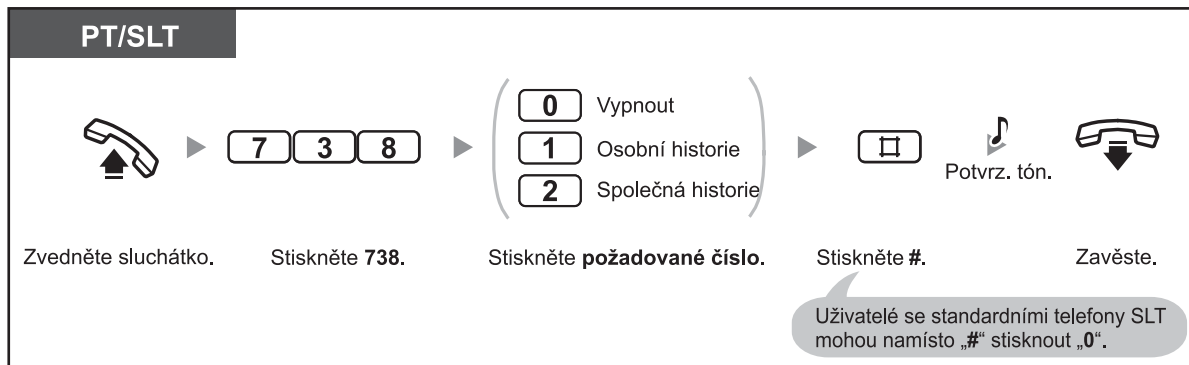 PT/SLT
7 3 8
0 Vypnout
1 Osobní historie
2 Společná historie
#
Potvrz. tón.
Zvedněte sluchátko.
Stiskněte 738.
Stiskněte požadované číslo.
Stiskněte #.
Zavěste.
Uživatelé se standardními telefony SLT
mohou namísto „#“ stisknout „0“.